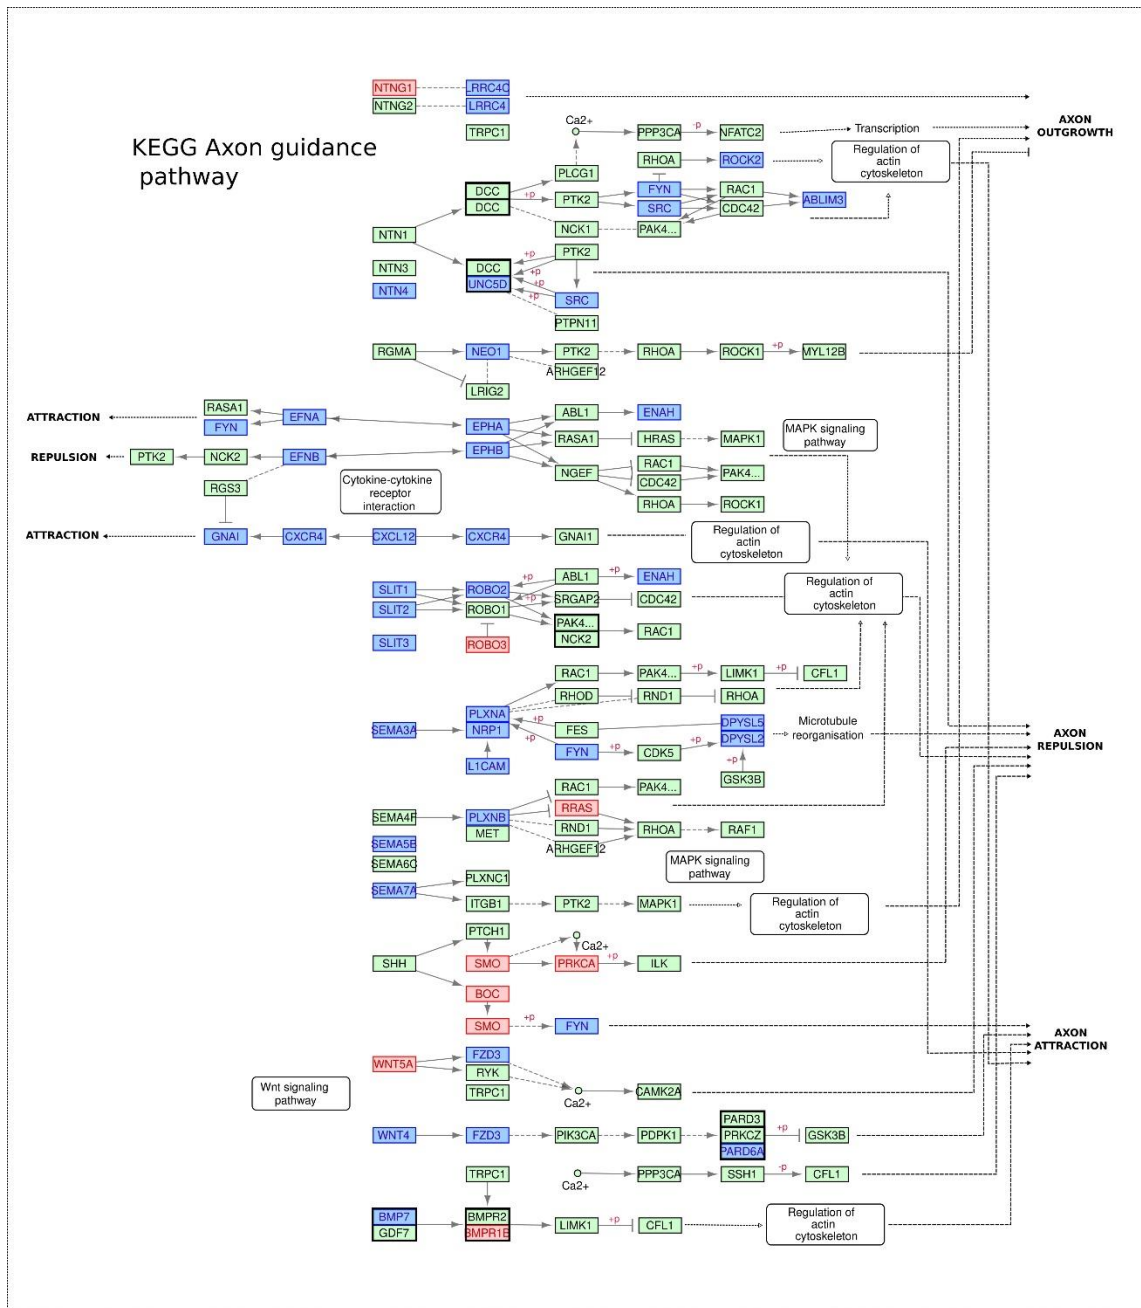 KEGG Axon guidance
pathway
NTNG1
LRRC4C
NTNG2
LRRC4
TRPC1
Ca2+
PPP3CA
-p
NFATC2
Transcription
AXON
OUTGROWTH
RHOA
ROCK2
Regulation of
actin
cytoskeleton
PLCG1
DCC
DCC
+p
PTK2
FYN
SRC
RAC1
CDC42
ABLIM3
NCK1
PAK4...
NTN1
NTN3
NTN4
DCC
UNC5D
+p
+p
+p
+p
PTK2
SRC
PTPN11
RGMA
NEO1
LRIG2
PTK2
ARHGEF12
RHOA
ROCK1
+p
MYL12B
ATTRACTION
RASA1
FYN
EFNA
EPHA
ABL1
ENAH
REPULSION
PTK2
NCK2
EFNB
RGS3
EPHB
RASA1
HRAS
MAPK1
MAPK signaling
pathway
NGEF
RAC1
CDC42
PAK4...
RHOA
ROCK1
Cytokine-cytokine
receptor
interaction
ATTRACTION
GNAI
CXCR4
CXCL12
CXCR4
GNAI1
Regulation of
actin
cytoskeleton
SLIT1
SLIT2
SLIT3
ROBO2
ROBO1
ROBO3
+p
+p
ABL1
+p
ENAH
SRGAP2
CDC42
PAK4...
NCK2
RAC1
Regulation of
actin
cytoskeleton
RAC1
PAK4...
+p
LIMK1
+p
CFL1
RHOD
RND1
RHOA
SEMA3A
PLXNA
NRP1
L1CAM
+p
+p
FES
FYN
+p
CDK5
+p
DPYSL5
DPYSL2
+p
GSK3B
Microtubule
reorganisation
AXON
REPULSION
RAC1
PAK4...
RRAS
SEMA4F
PLXNB
MET
RND1
ARHGEF12
RHOA
RAF1
SEMA5B
SEMA6C
SEMA7A
MAPK signaling
pathway
PLXNC1
ITGB1
PTK2
MAPK1
Regulation of
actin
cytoskeleton
PTCH1
Ca2+
SHH
SMO
PRKCA
+p
ILK
BOC
SMO
+p
FYN
AXON
ATTRACTION
WNT5A
FZD3
RYK
TRPC1
Ca2+
CAMK2A
Wnt signaling
pathway
WNT4
FZD3
PIK3CA
PDPK1
PARD3
PRKCZ
PARD6A
+p
GSK3B
TRPC1
Ca2+
PPP3CA
SSH1
-p
CFL1
BMP7
GDF7
BMPR2
BMPR1B
LIMK1
+p
CFL1
Regulation of
actin
cytoskeleton